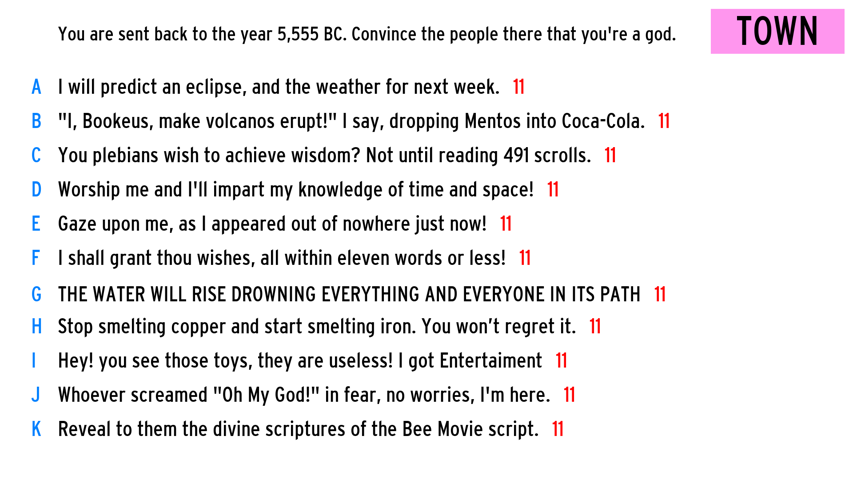 You are sent back to the year 5,555 BC. Convince the people there that you're a god.
TOWN
A I will predict an eclipse, and the weather for next week. 11
B "I, Bookeus, make volcanos erupt!" I say, dropping Mentos into Coca-Cola. 11
C You plebians wish to achieve wisdom? Not until reading 491 scrolls. 11
D Worship me and I'll impart my knowledge of time and space! 11
E Gaze upon me, as I appeared out of nowhere just now! 11
F I shall grant thou wishes, all within eleven words or less! 11
G THE WATER WILL RISE DROWNING EVERYTHING AND EVERYONE IN ITS PATH 11
H Stop smelting copper and start smelting iron. You won’t regret it. 11
I Hey! you see those toys, they are useless! I got Entertaiment 11
J Whoever screamed "Oh My God!" in fear, no worries, I'm here. 11
K Reveal to them the divine scriptures of the Bee Movie script. 11